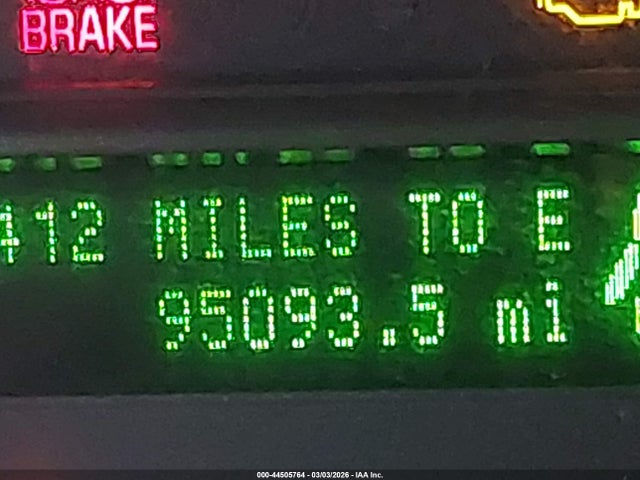 BRAKE
412 MILES TO E
95093.5 mi
000-44505764 - 03/03/2026 - IAA Inc.